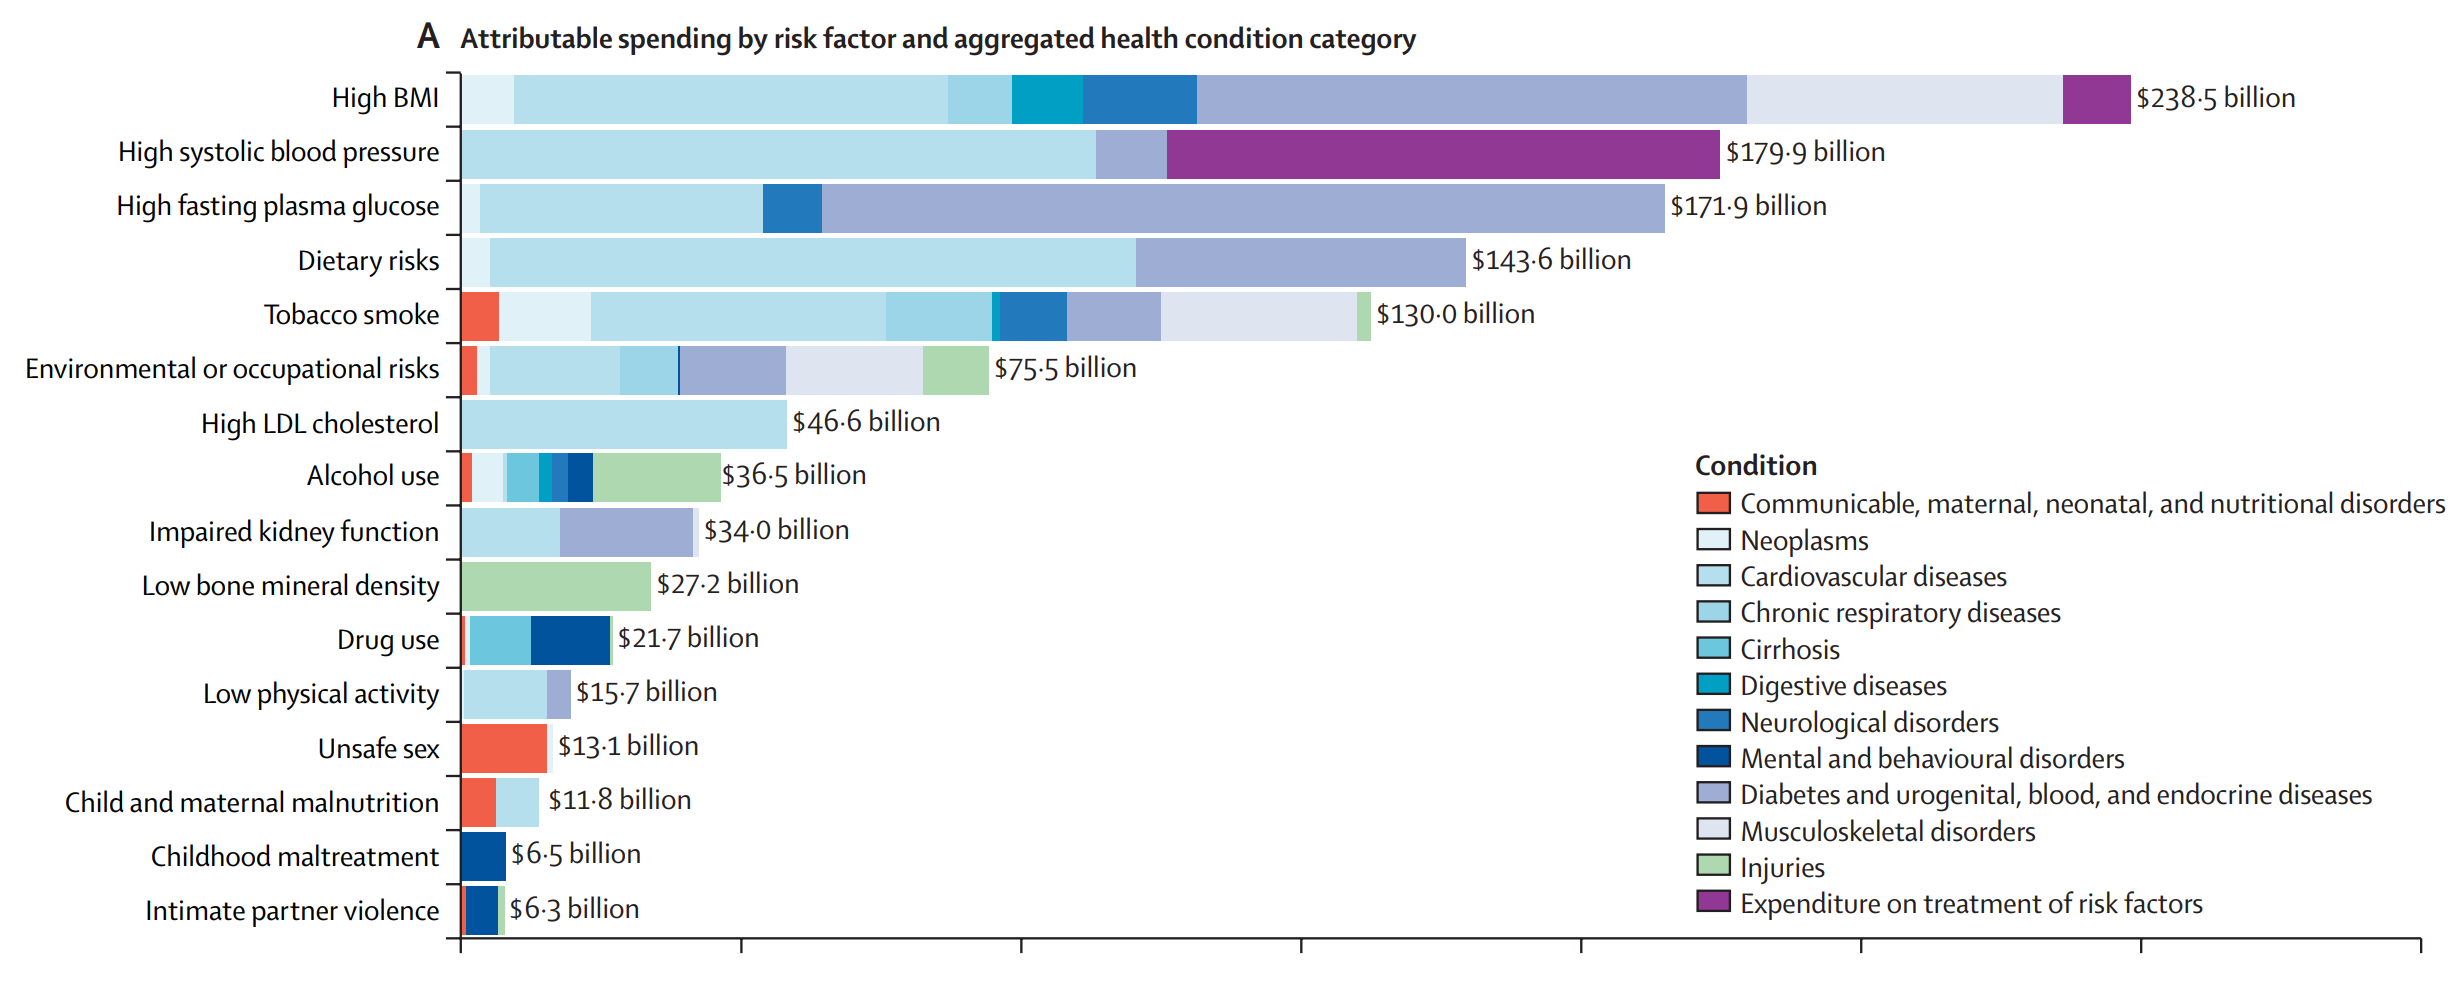 A Attributable spending by risk factor and aggregated health condition category
High BMI
$238·5 billion
High systolic blood pressure
$179·9 billion
High fasting plasma glucose
$171·9 billion
Dietary risks
$143·6 billion
Tobacco smoke
$130·0 billion
Environmental or occupational risks
$75·5 billion
High LDL cholesterol
$46·6 billion
Alcohol use
$36·5 billion
Impaired kidney function
$34·0 billion
Low bone mineral density
$27·2 billion
Drug use
$21·7 billion
Low physical activity
$15·7 billion
Unsafe sex
$13·1 billion
Child and maternal malnutrition
$11·8 billion
Childhood maltreatment
$6·5 billion
Intimate partner violence
$6·3 billion
Condition
Communicable, maternal, neonatal, and nutritional disorders
Neoplasms
Cardiovascular diseases
Chronic respiratory diseases
Cirrhosis
Digestive diseases
Neurological disorders
Mental and behavioural disorders
Diabetes and urogenital, blood, and endocrine diseases
Musculoskeletal disorders
Injuries
Expenditure on treatment of risk factors